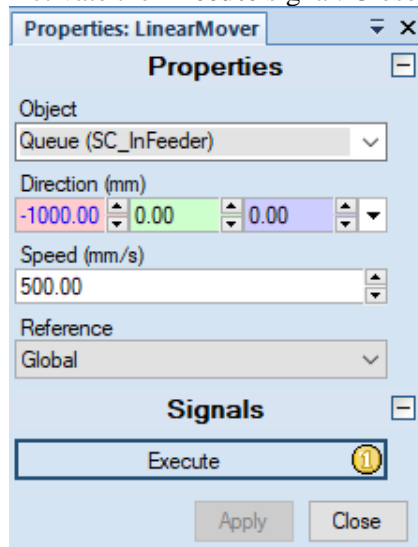 Properties: LinearMover
Properties
Object
Queue (SC_InFeeder)
Direction (mm)
-1000.00 0.00 0.00
Speed (mm/s)
500.00
Reference
Global
Signals
Execute 1
Apply Close